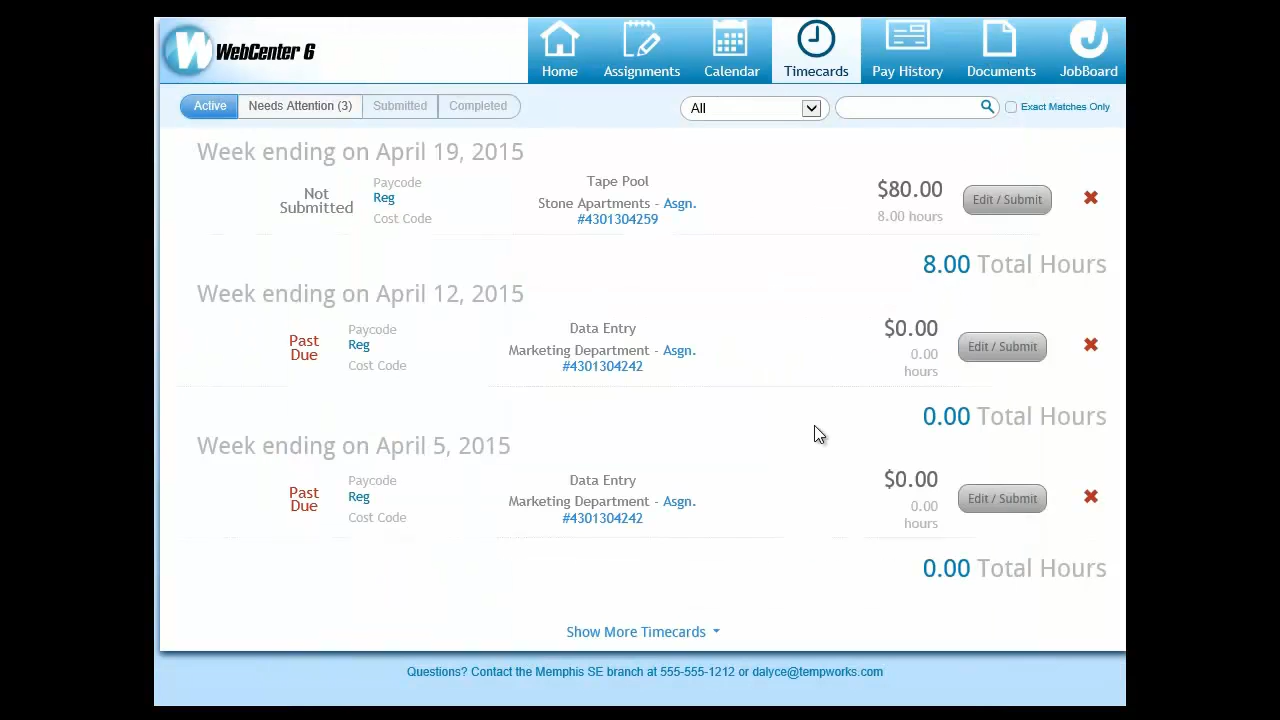 W WebCenter 6
Home Assignments Calendar Timecards Pay History Documents JobBoard
Active Needs Attention (3) Submitted Completed All Exact Matches Only
Week ending on April 19, 2015
Not
Submitted
Paycode
Reg
Cost Code
Tape Pool
Stone Apartments - Asgn.
#4301304259
$80.00
8.00 hours
Edit / Submit
8.00 Total Hours
Week ending on April 12, 2015
Past
Due
Paycode
Reg
Cost Code
Data Entry
Marketing Department - Asgn.
#4301304242
$0.00
0.00
hours
Edit / Submit
0.00 Total Hours
Week ending on April 5, 2015
Past
Due
Paycode
Reg
Cost Code
Data Entry
Marketing Department - Asgn.
#4301304242
$0.00
0.00
hours
Edit / Submit
0.00 Total Hours
Show More Timecards
Questions? Contact the Memphis SE branch at 555-555-1212 or dalyce@tempworks.com